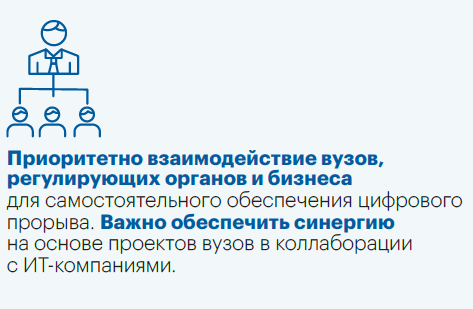 Приоритетно взаимодействие вузов,
регулирующих органов и бизнеса
для самостоятельного обеспечения цифрового
прорыва. Важно обеспечить синергию
на основе проектов вузов в коллаборации
с ИТ-компаниями.